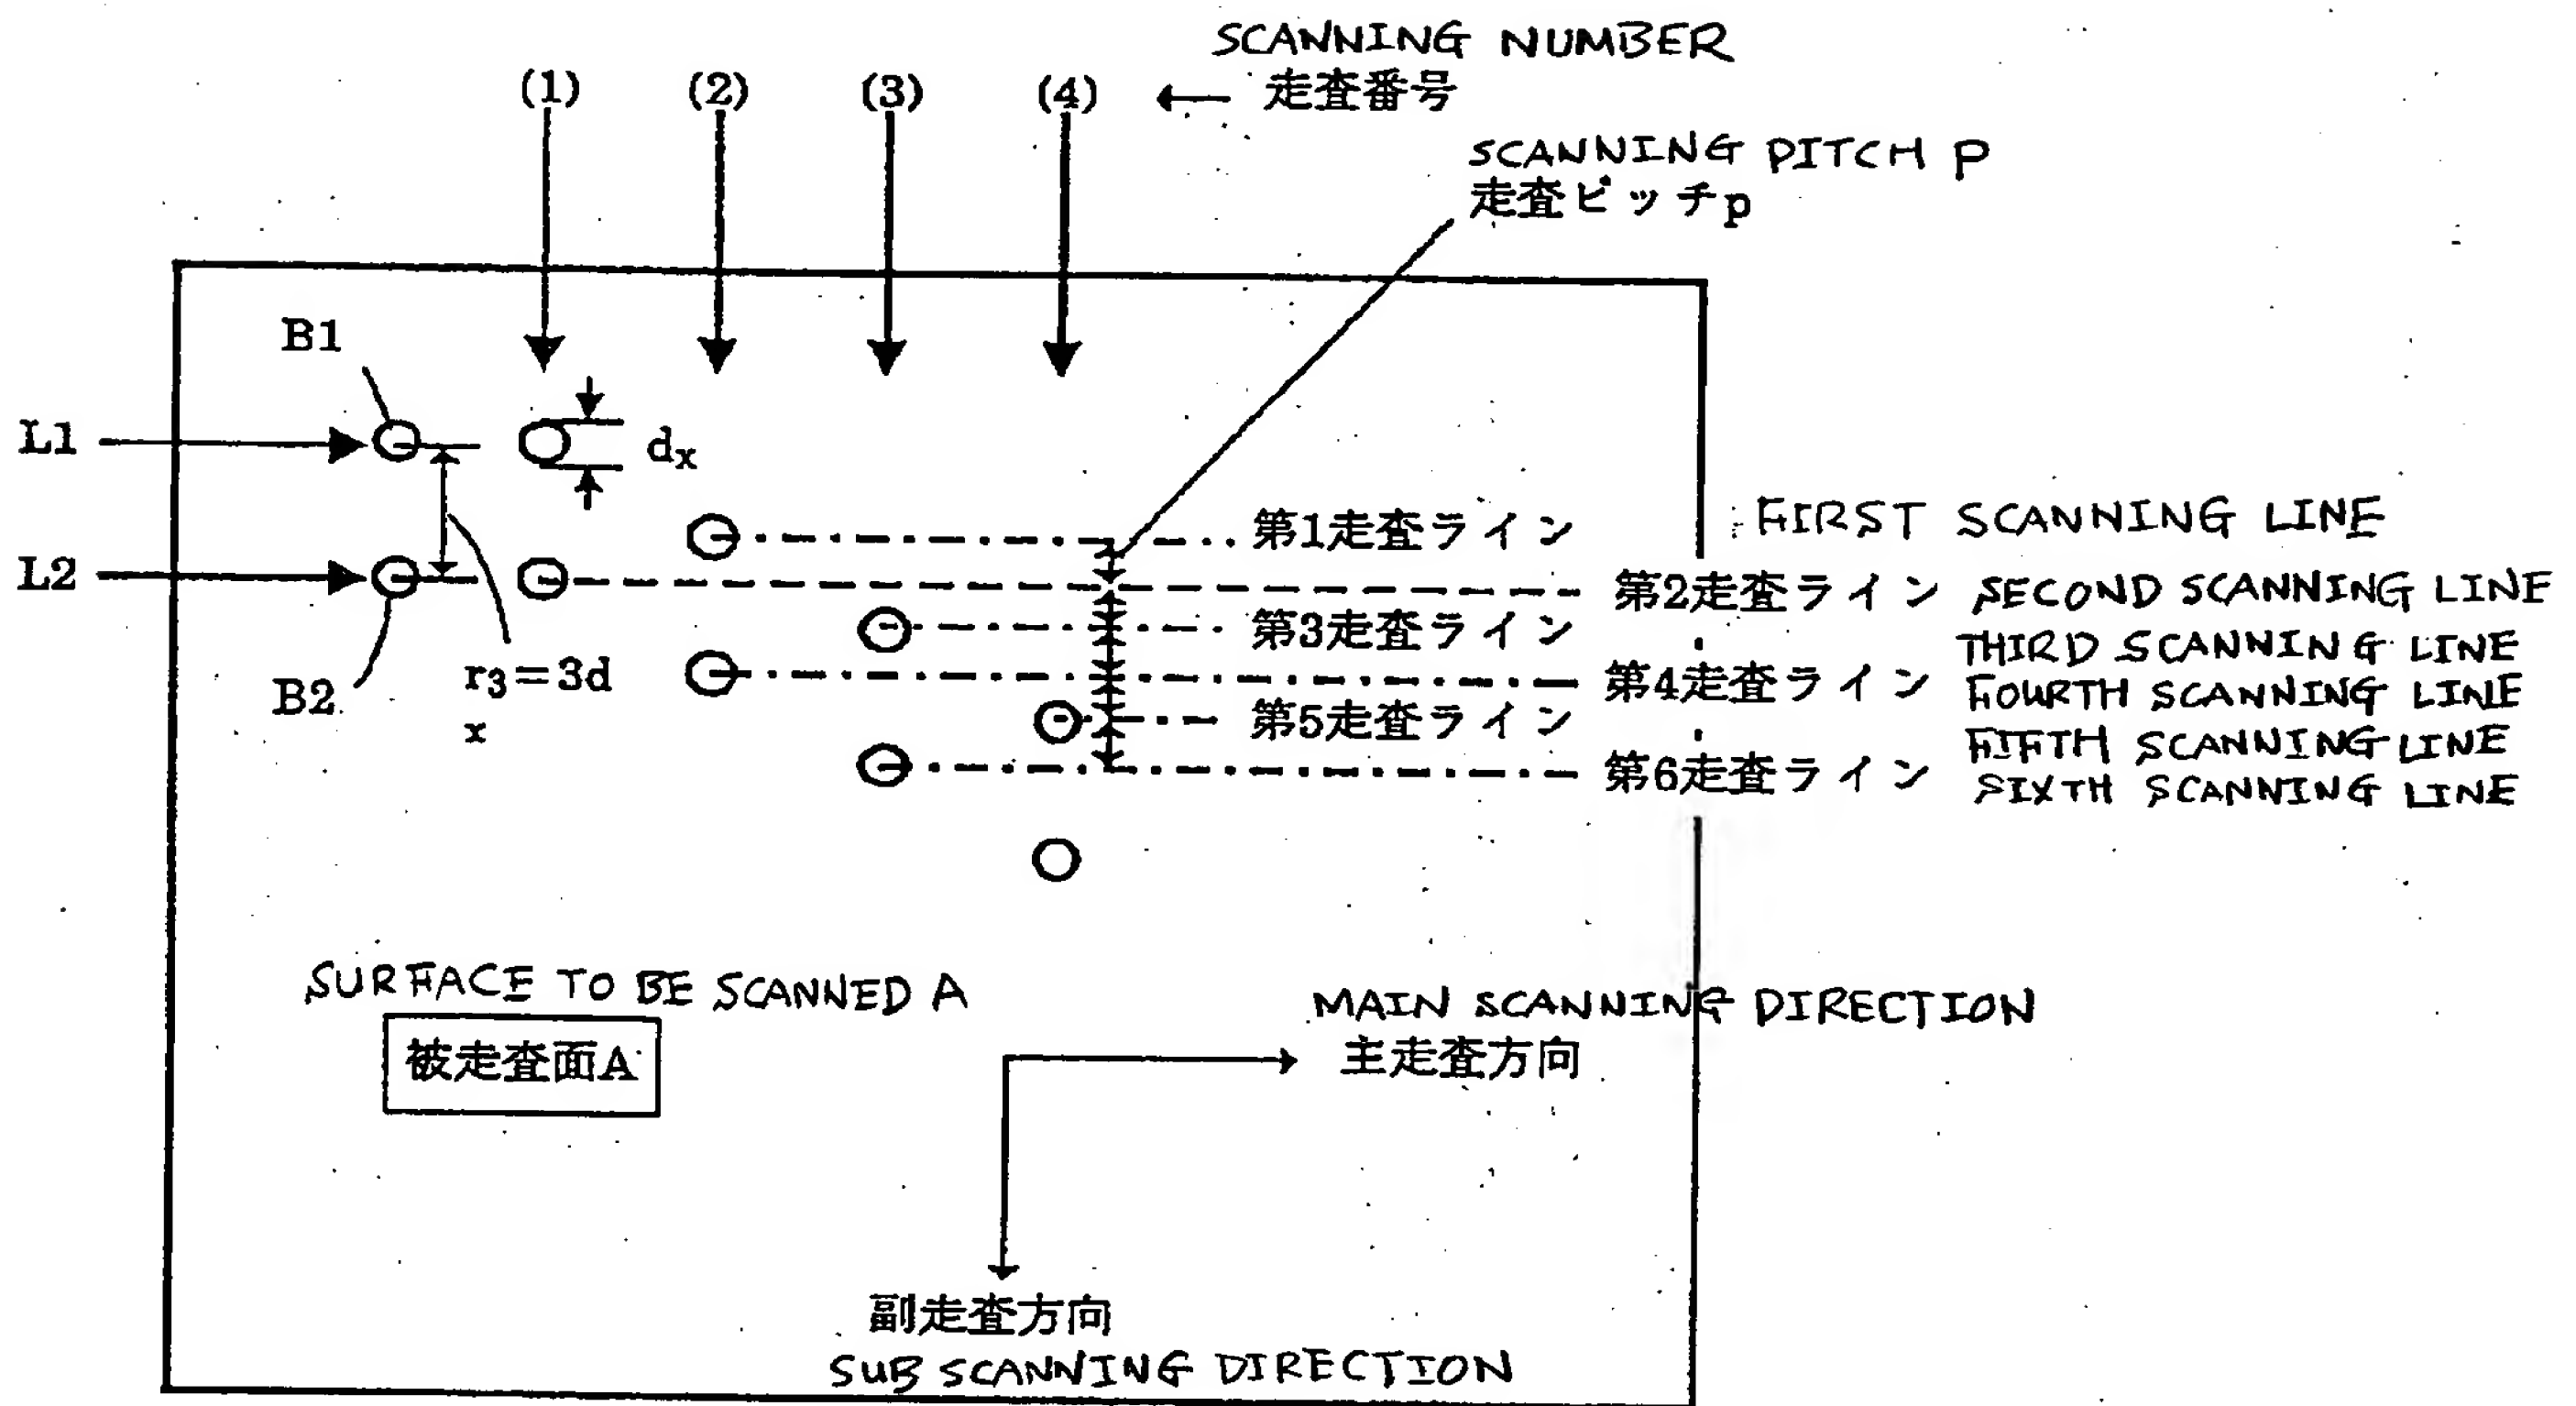 SCANNING NUMBER
(1) (2) (3) (4) ← 走査番号
SCANNING PITCH P
走査ピッチp
B1
L1
dx
第1走査ライン FIRST SCANNING LINE
L2
第2走査ライン SECOND SCANNING LINE
第3走査ライン THIRD SCANNING LINE
B2
r3=3d
x
第4走査ライン FOURTH SCANNING LINE
第5走査ライン FIFTH SCANNING LINE
第6走査ライン SIXTH SCANNING LINE
SURFACE TO BE SCANNED A
被走査面A
MAIN SCANNING DIRECTION
主走査方向
副走査方向
SUB SCANNING DIRECTION